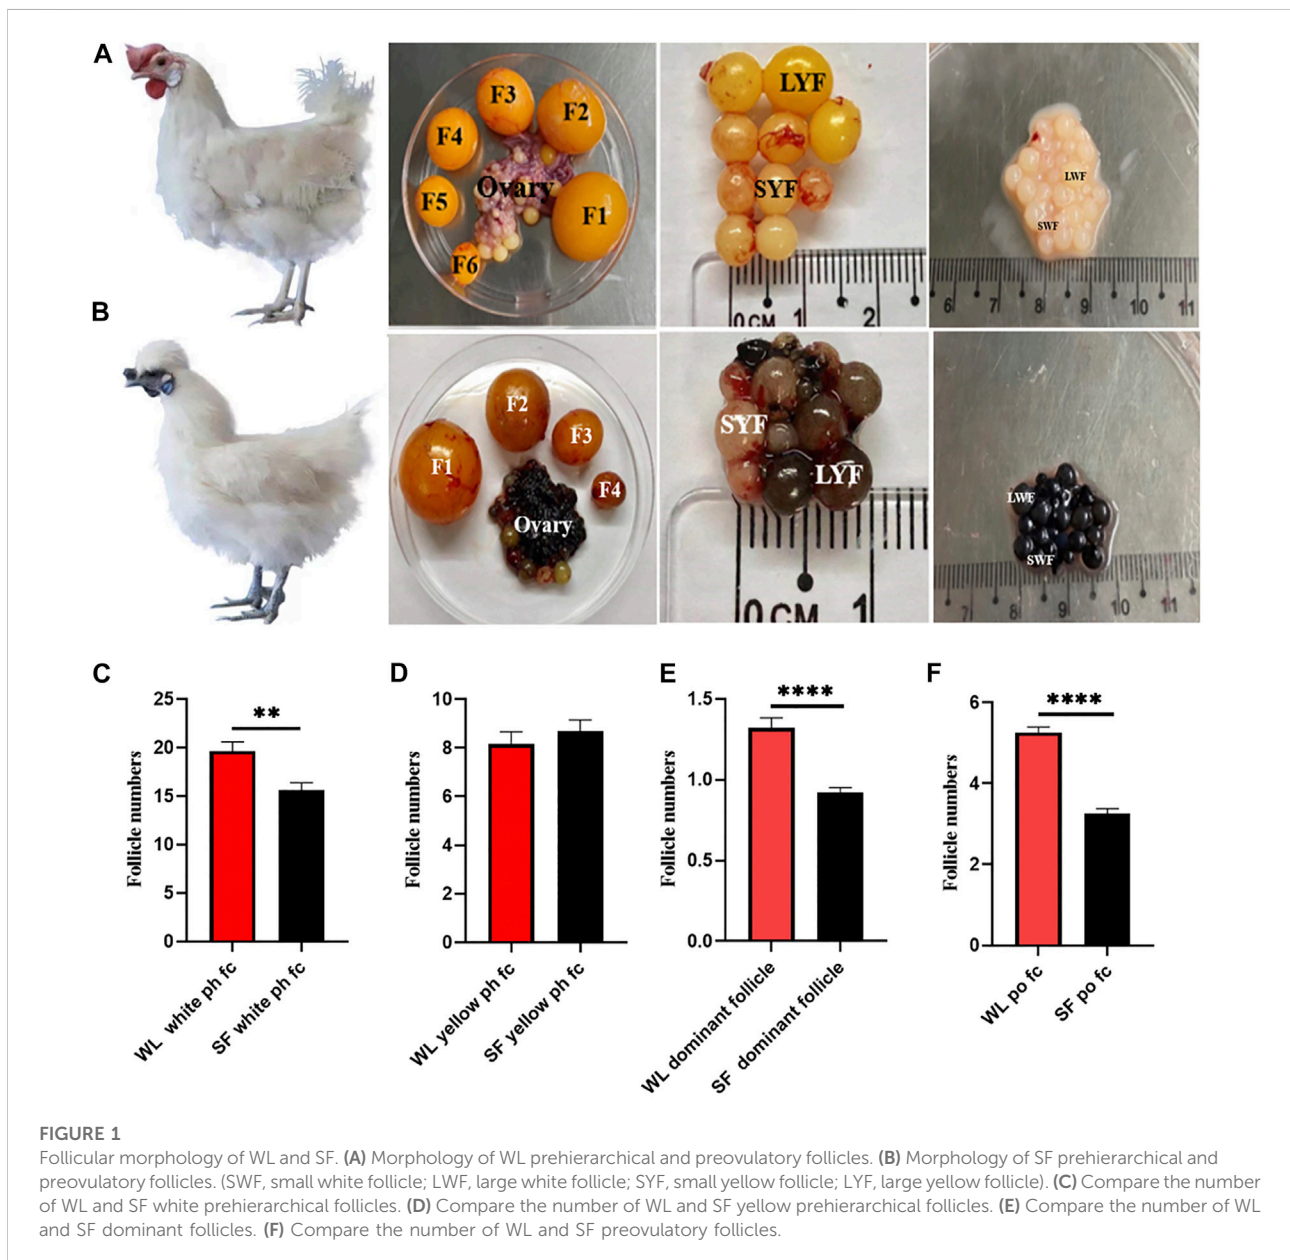 A
F3
F2
F4
Ovary
F5
F1
F6
LYF
SYF
0 CM 1 2
LWF
SWF
6 7 8 9 10 11
B
F2
F1
F3
F4
Ovary
SYF
LYF
0 CM 1
LWF
SWF
7 8 9 10 11
C
**
25
20
15
10
5
0
Follicle numbers
WL white ph fc
SF white ph fc
D
10
8
6
4
2
0
Follicle numbers
WL yellow ph fc
SF yellow ph fc
E
****
1.5
1.0
0.5
0.0
Follicle numbers
WL dominant follicle
SF dominant follicle
F
****
6
4
2
0
Follicle numbers
WL po fc
SF po fc
FIGURE 1
Follicular morphology of WL and SF. (A) Morphology of WL prehierarchical and preovulatory follicles. (B) Morphology of SF prehierarchical and
preovulatory follicles. (SWF, small white follicle; LWF, large white follicle; SYF, small yellow follicle; LYF, large yellow follicle). (C) Compare the number
of WL and SF white prehierarchical follicles. (D) Compare the number of WL and SF yellow prehierarchical follicles. (E) Compare the number of WL
and SF dominant follicles. (F) Compare the number of WL and SF preovulatory follicles.